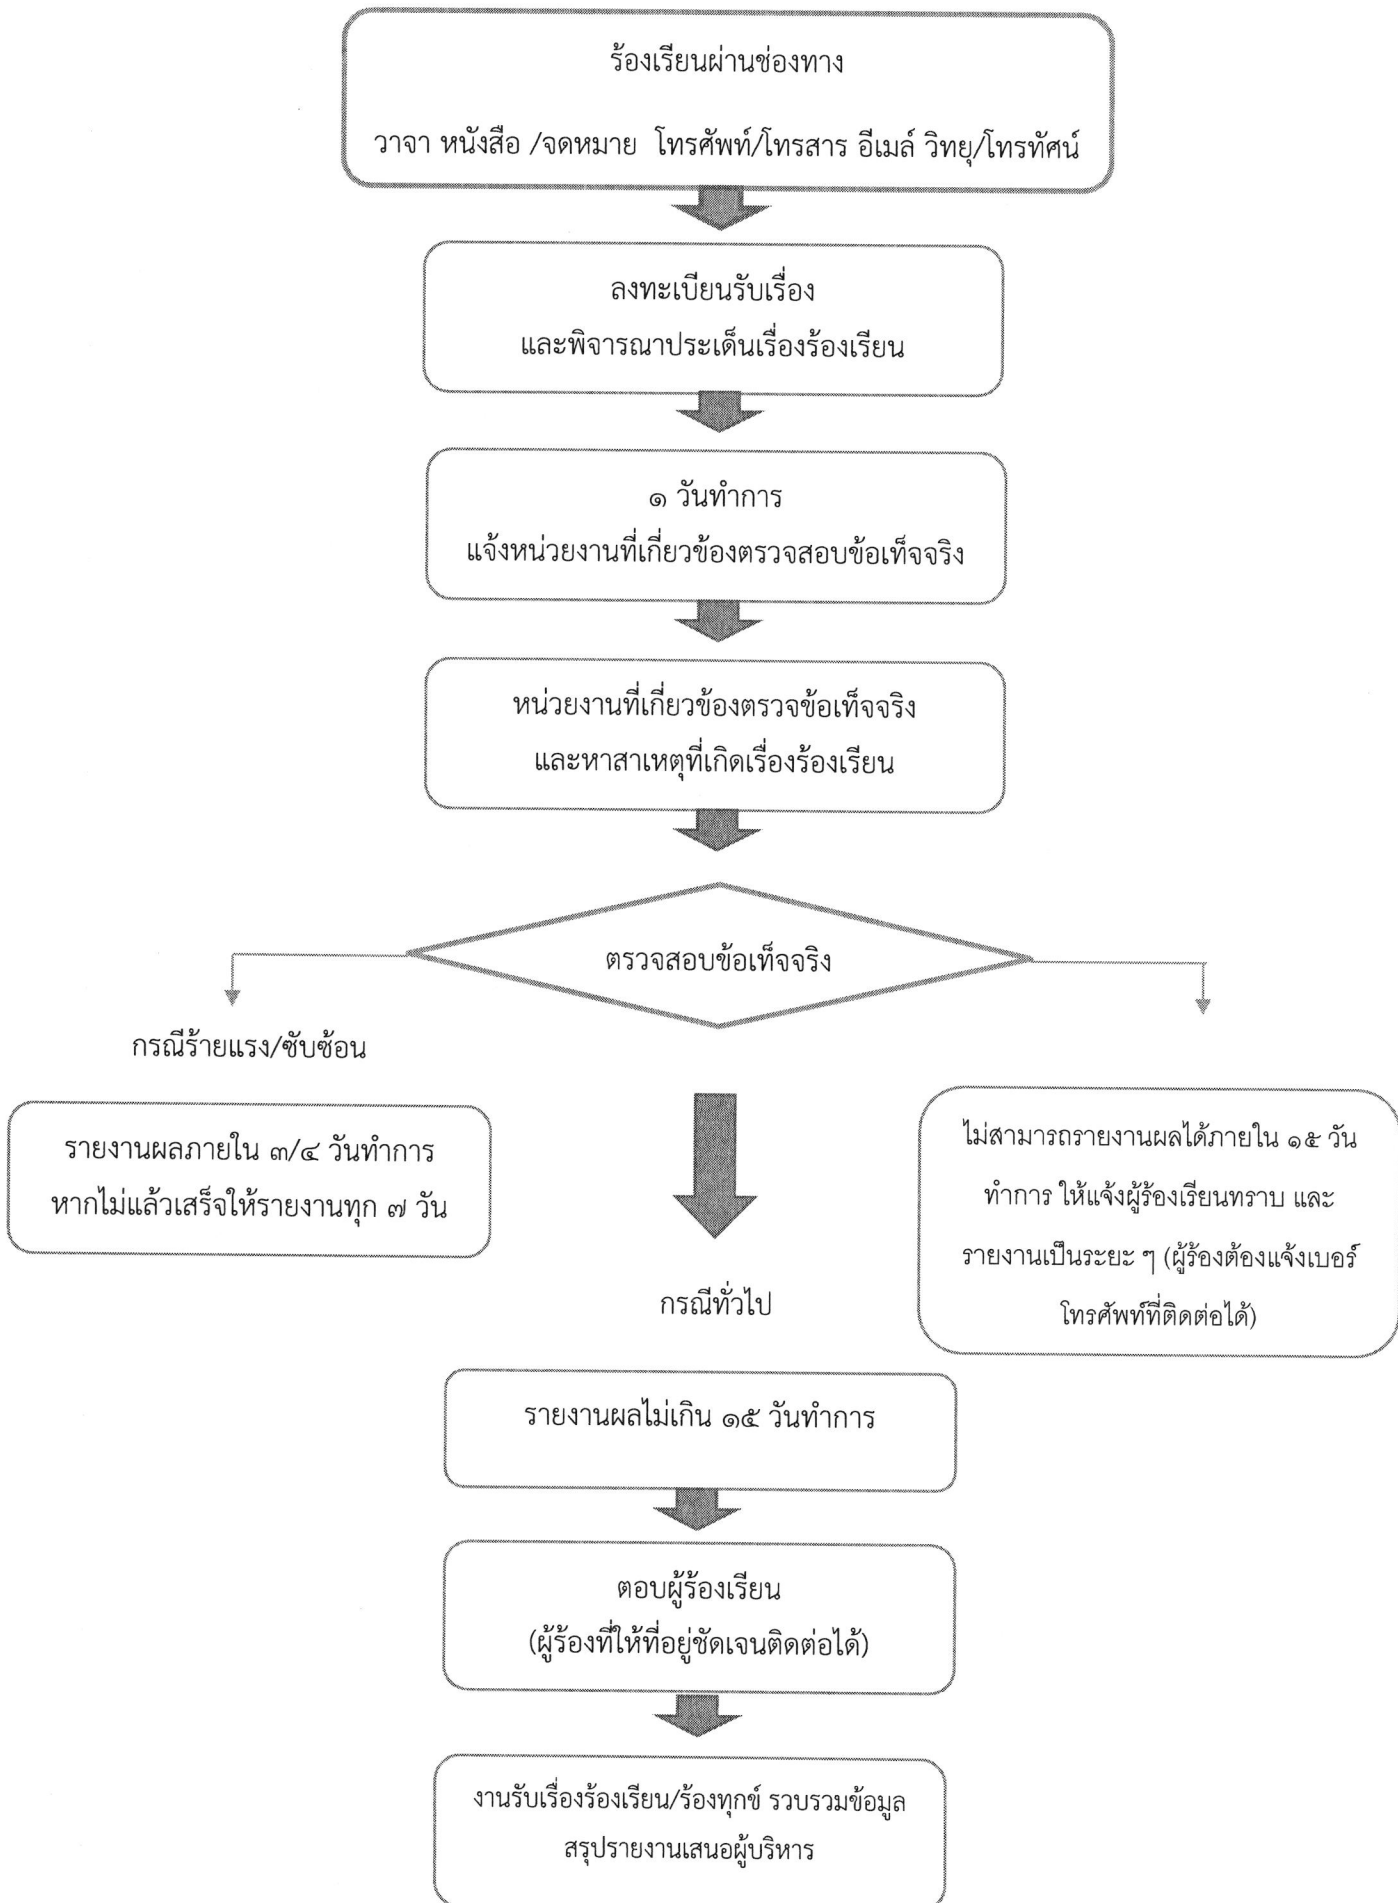 ร้องเรียนผ่านช่องทาง
วาจา หนังสือ /จดหมาย โทรศัพท์/โทรสาร อีเมล์ วิทยุ/โทรทัศน์
ลงทะเบียนรับเรื่อง
และพิจารณาประเด็นเรื่องร้องเรียน
๑ วันทำการ
แจ้งหน่วยงานที่เกี่ยวข้องตรวจสอบข้อเท็จจริง
หน่วยงานที่เกี่ยวข้องตรวจข้อเท็จจริง
และหาสาเหตุที่เกิดเรื่องร้องเรียน
ตรวจสอบข้อเท็จจริง
กรณีร้ายแรง/ซับซ้อน
รายงานผลภายใน ๓/๔ วันทำการ
หากไม่แล้วเสร็จให้รายงานทุก ๗ วัน
ไม่สามารถรายงานผลได้ภายใน ๑๕ วัน
ทำการ ให้แจ้งผู้ร้องเรียนทราบ และ
รายงานเป็นระยะ ๆ (ผู้ร้องต้องแจ้งเบอร์
โทรศัพท์ที่ติดต่อได้)
กรณีทั่วไป
รายงานผลไม่เกิน ๑๕ วันทำการ
ตอบผู้ร้องเรียน
(ผู้ร้องที่ให้ที่อยู่ชัดเจนติดต่อได้)
งานรับเรื่องร้องเรียน/ร้องทุกข์ รวบรวมข้อมูล
สรุปรายงานเสนอผู้บริหาร